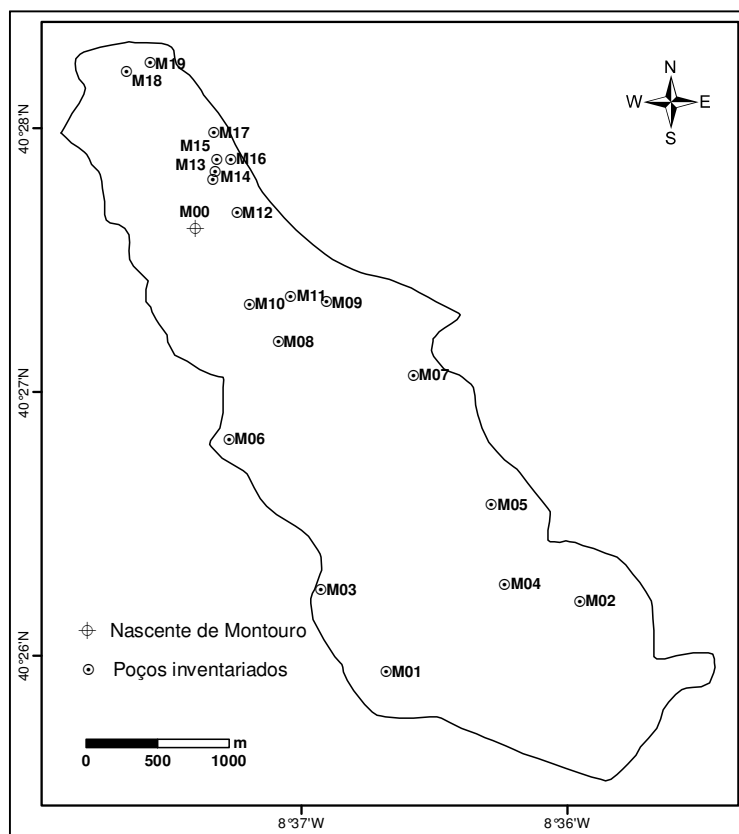 N
W E
S
M19
M18
40°28'N
M17
M15
M16
M13
M14
M00
M12
M11
M10
M09
M08
40°27'N
M07
M06
M05
M04
M03
M02
Nascente de Montouro
40°26'N
Poços inventariados
M01
m
0 500 1000
8°37'W 8°36'W